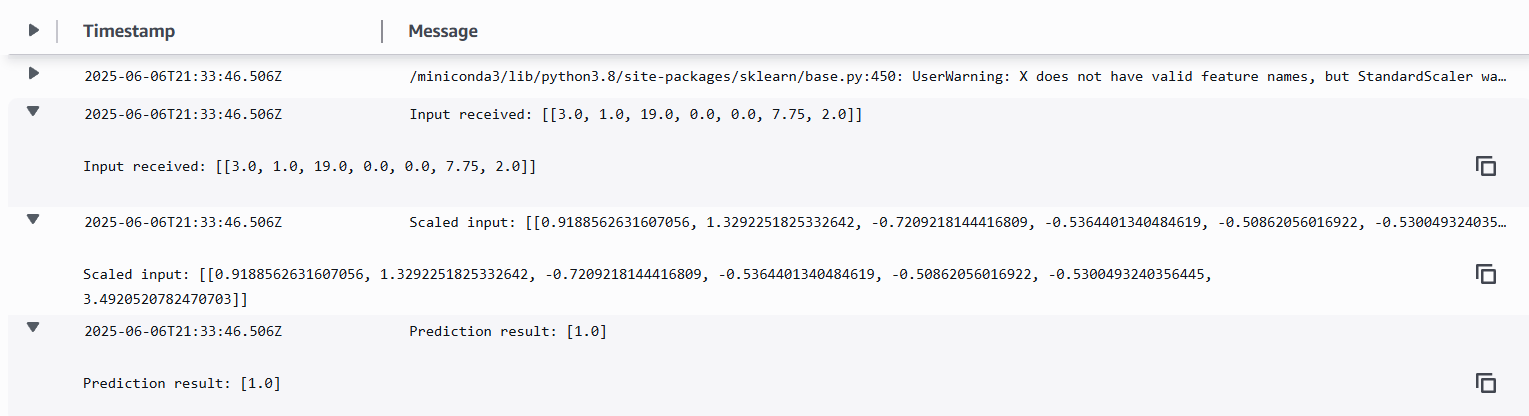 Timestamp Message
2025-06-06T21:33:46.506Z /miniconda3/lib/python3.8/site-packages/sklearn/base.py:450: UserWarning: X does not have valid feature names, but StandardScaler wa…
2025-06-06T21:33:46.506Z Input received: [[3.0, 1.0, 19.0, 0.0, 0.0, 7.75, 2.0]]
Input received: [[3.0, 1.0, 19.0, 0.0, 0.0, 7.75, 2.0]]
2025-06-06T21:33:46.506Z Scaled input: [[0.9188562631607056, 1.3292251825332642, -0.7209218144416809, -0.5364401340484619, -0.50862056016922, -0.530049324035…
Scaled input: [[0.9188562631607056, 1.3292251825332642, -0.7209218144416809, -0.5364401340484619, -0.50862056016922, -0.5300493240356445,
3.4920520782470703]]
2025-06-06T21:33:46.506Z Prediction result: [1.0]
Prediction result: [1.0]